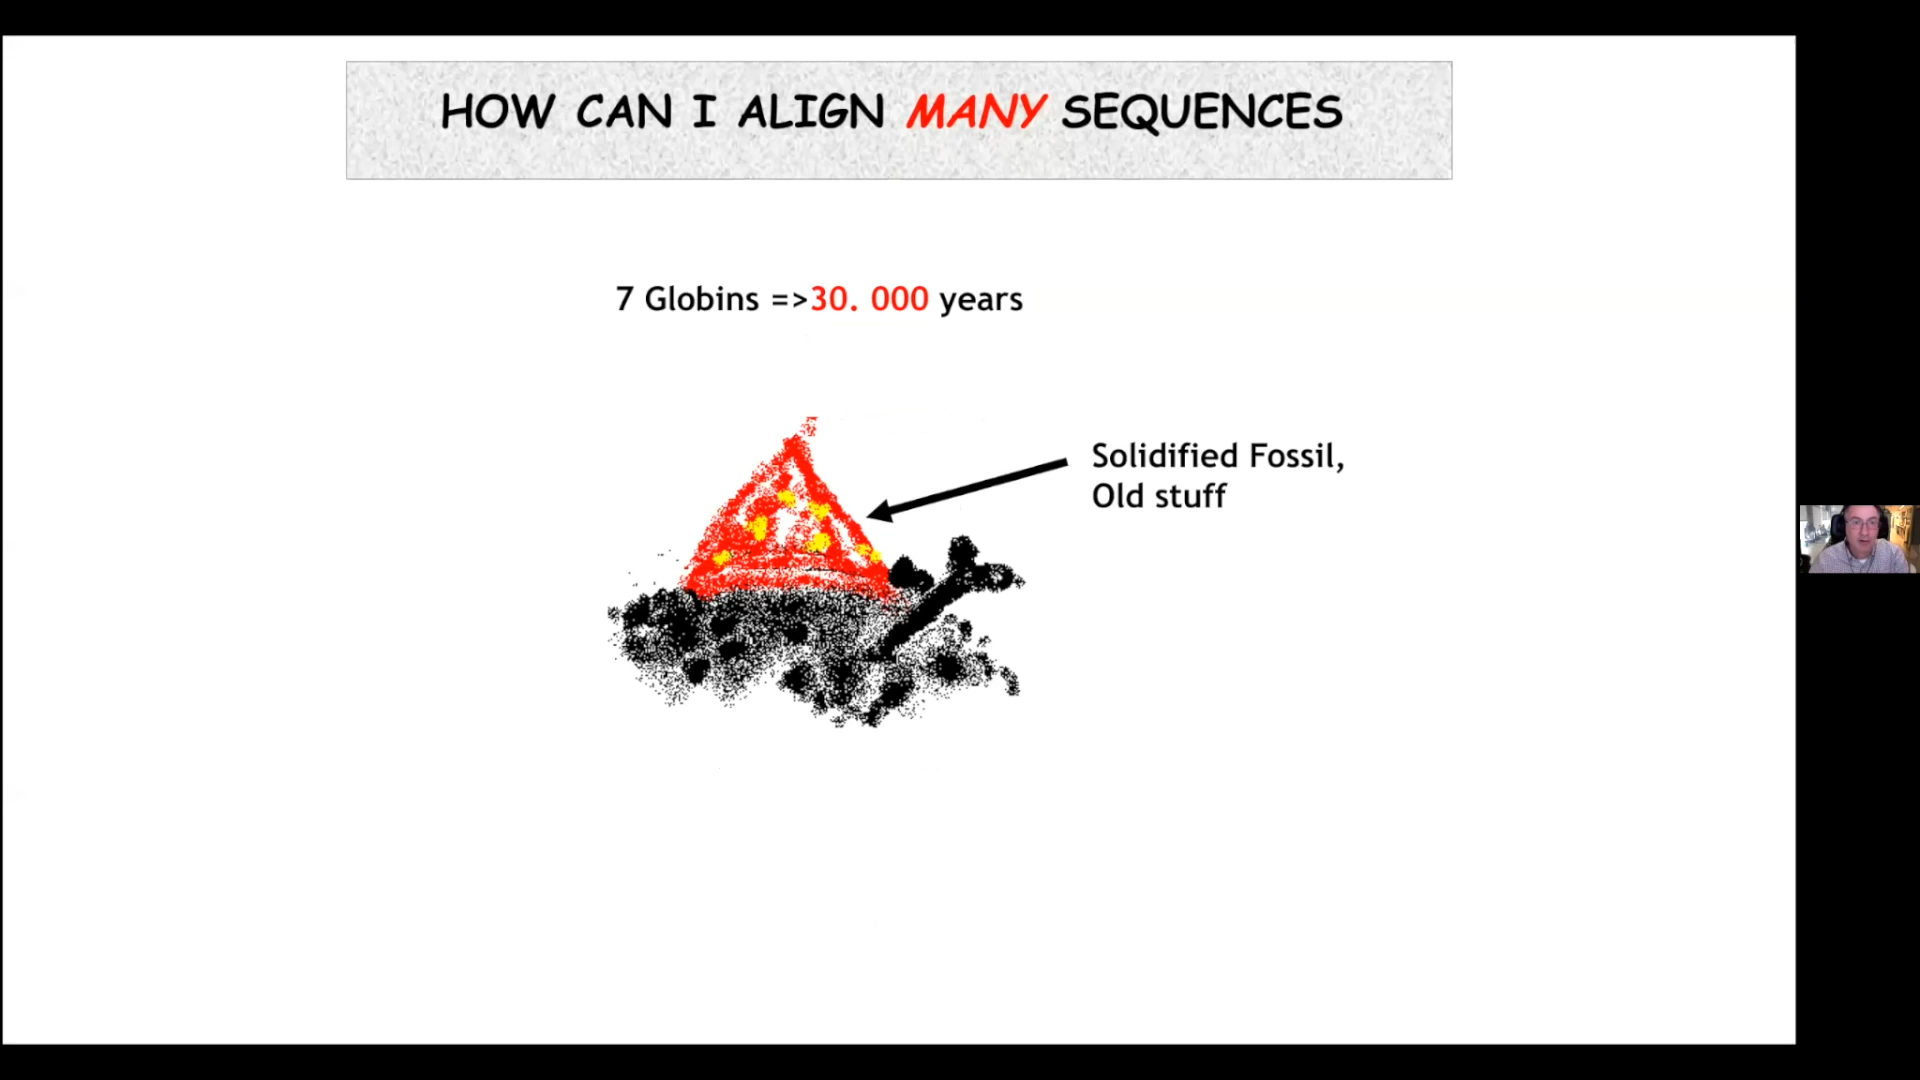 HOW CAN I ALIGN MANY SEQUENCES
7 Globins =>30. 000 years
Solidified Fossil,
Old stuff